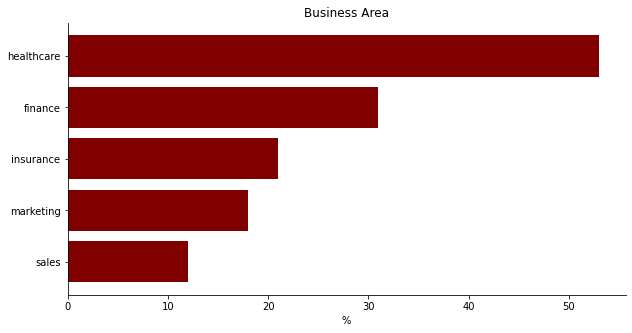 Business Area
healthcare
finance
insurance
marketing
sales
0 10 20 30 40 50
%